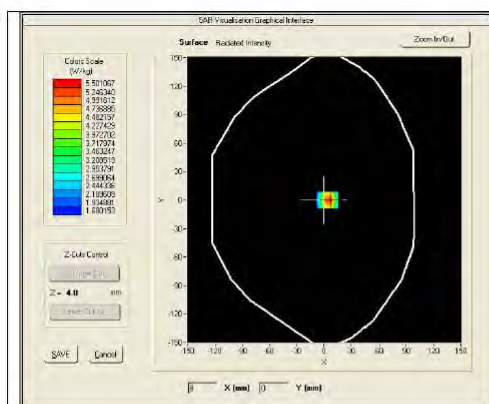 SAR Visualisation Graphical Interface
Surface Radiated Intensity
Zoom In/Out
Colors Scale
(W/kg)
5.501067
5.246340
4.991612
4.736885
4.482157
4.227429
3.972702
3.717974
3.463247
3.208519
2.953791
2.699064
2.444336
2.189609
1.934881
1.680153
Z-Cuts Control
Z = 4.0 mm
SAVE
Cancel
150
120
90
60
30
0
-30
-60
-90
-120
-150
Y
-150 -120 -90 -60 -30 0 30 60 90 120 150
X
X (mm) 0 Y (mm)